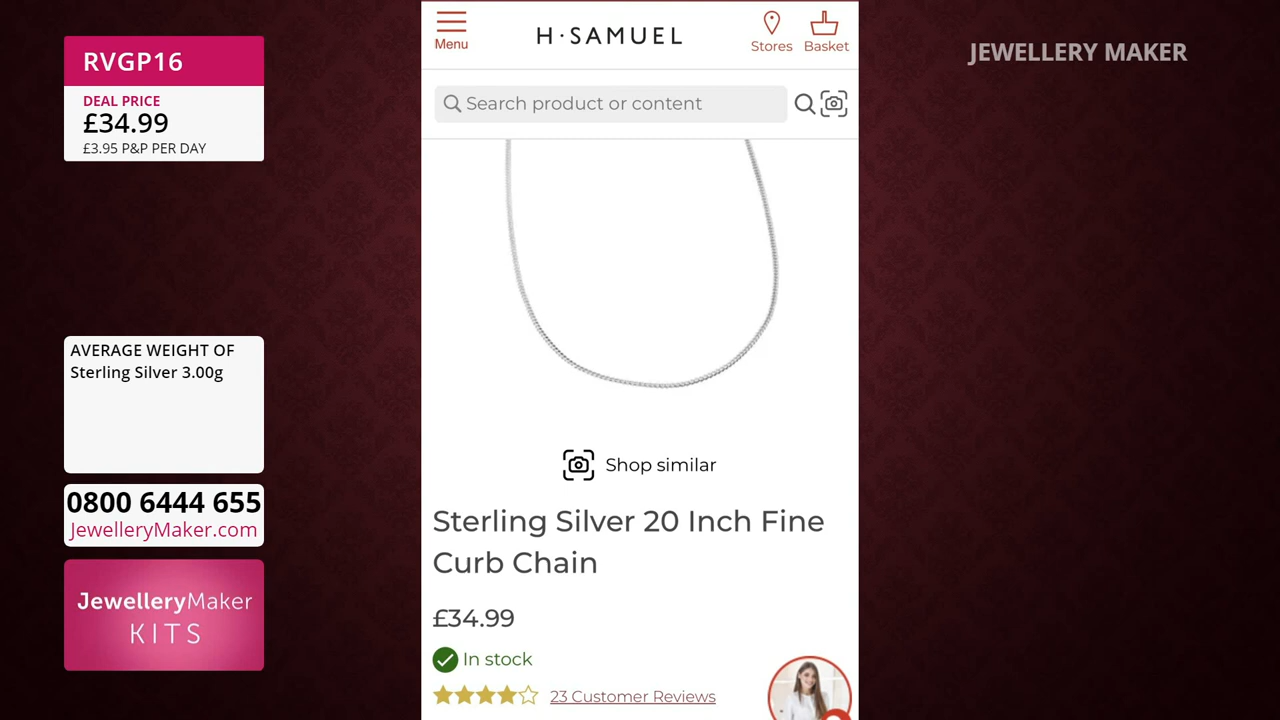 RVGP16
DEAL PRICE
£34.99
£3.95 P&P PER DAY
AVERAGE WEIGHT OF
Sterling Silver 3.00g
0800 6444 655
JewelleryMaker.com
JewelleryMaker
KITS
Menu
H·SAMUEL
Stores
Basket
Search product or content
Shop similar
Sterling Silver 20 Inch Fine
Curb Chain
£34.99
In stock
23 Customer Reviews
JEWELLERY MAKER